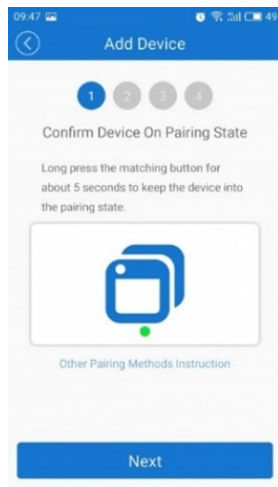 09:47 49
Add Device
1 2 3 4
Confirm Device On Pairing State
Long press the matching button for
about 5 seconds to keep the device into
the pairing state.
Other Pairing Methods Instruction
Next